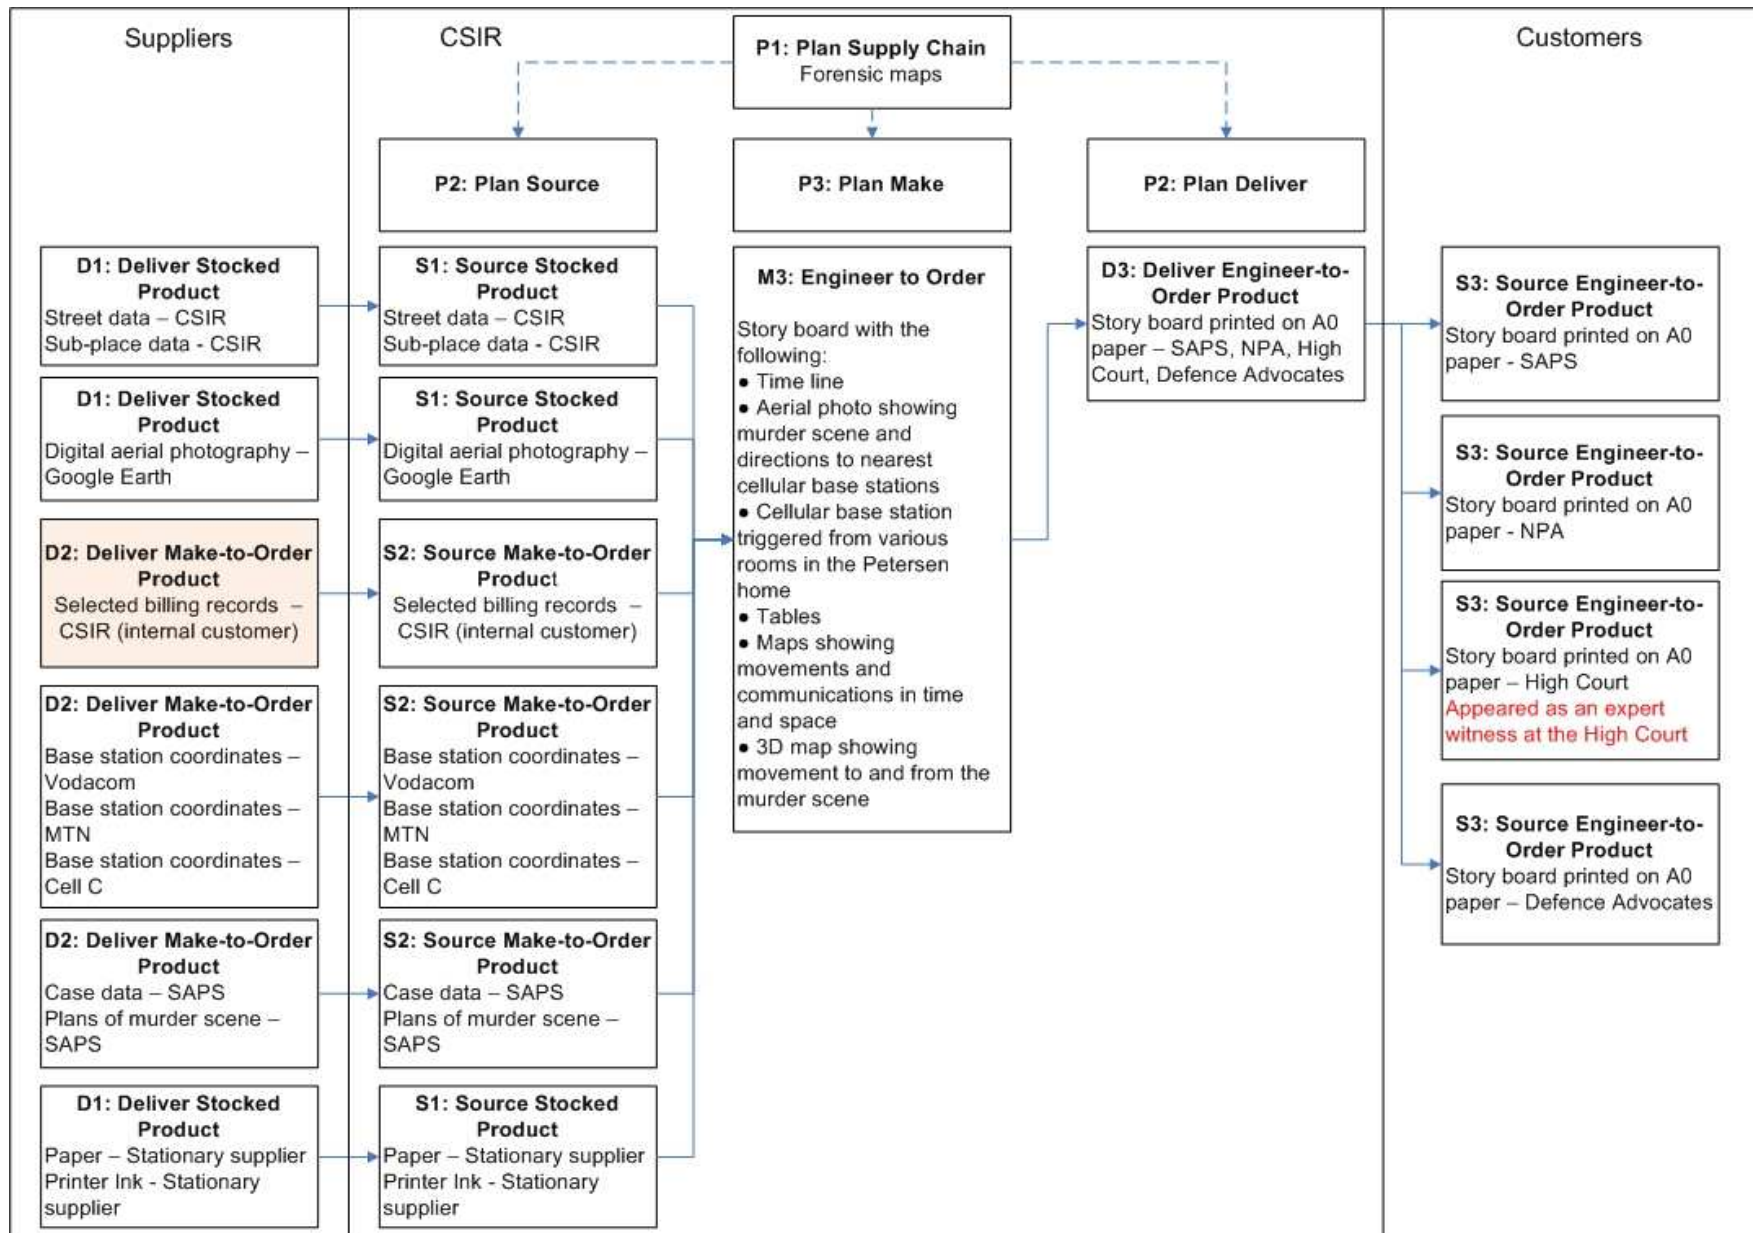 Suppliers
CSIR
Customers
P1: Plan Supply Chain
Forensic maps
P2: Plan Source
P3: Plan Make
P2: Plan Deliver
D1: Deliver Stocked
Product
Street data – CSIR
Sub-place data - CSIR
D1: Deliver Stocked
Product
Digital aerial photography –
Google Earth
D2: Deliver Make-to-Order
Product
Selected billing records –
CSIR (internal customer)
D2: Deliver Make-to-Order
Product
Base station coordinates –
Vodacom
Base station coordinates –
MTN
Base station coordinates –
Cell C
D2: Deliver Make-to-Order
Product
Case data – SAPS
Plans of murder scene –
SAPS
D1: Deliver Stocked
Product
Paper – Stationary supplier
Printer Ink - Stationary
supplier
S1: Source Stocked
Product
Street data – CSIR
Sub-place data - CSIR
S1: Source Stocked
Product
Digital aerial photography –
Google Earth
S2: Source Make-to-Order
Product
Selected billing records –
CSIR (internal customer)
S2: Source Make-to-Order
Product
Base station coordinates –
Vodacom
Base station coordinates –
MTN
Base station coordinates –
Cell C
S2: Source Make-to-Order
Product
Case data – SAPS
Plans of murder scene –
SAPS
S1: Source Stocked
Product
Paper – Stationary supplier
Printer Ink - Stationary
supplier
M3: Engineer to Order
Story board with the
following:
● Time line
● Aerial photo showing
murder scene and
directions to nearest
cellular base stations
● Cellular base station
triggered from various
rooms in the Petersen
home
● Tables
● Maps showing
movements and
communications in time
and space
● 3D map showing
movement to and from the
murder scene
D3: Deliver Engineer-to-
Order Product
Story board printed on A0
paper – SAPS, NPA, High
Court, Defence Advocates
S3: Source Engineer-to-
Order Product
Story board printed on A0
paper - SAPS
S3: Source Engineer-to-
Order Product
Story board printed on A0
paper - NPA
S3: Source Engineer-to-
Order Product
Story board printed on A0
paper – High Court
Appeared as an expert
witness at the High Court
S3: Source Engineer-to-
Order Product
Story board printed on A0
paper – Defence Advocates